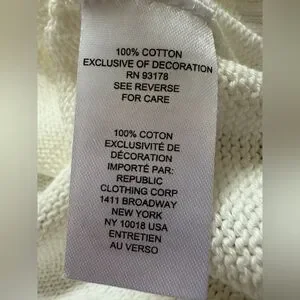 100% COTTON
EXCLUSIVE OF DECORATION
RN 93178
SEE REVERSE
FOR CARE
100% COTON
EXCLUSIVITÉ DE
DÉCORATION
IMPORTÉ PAR:
REPUBLIC
CLOTHING CORP
1411 BROADWAY
NEW YORK
NY 10018 USA
ENTRETIEN
AU VERSO